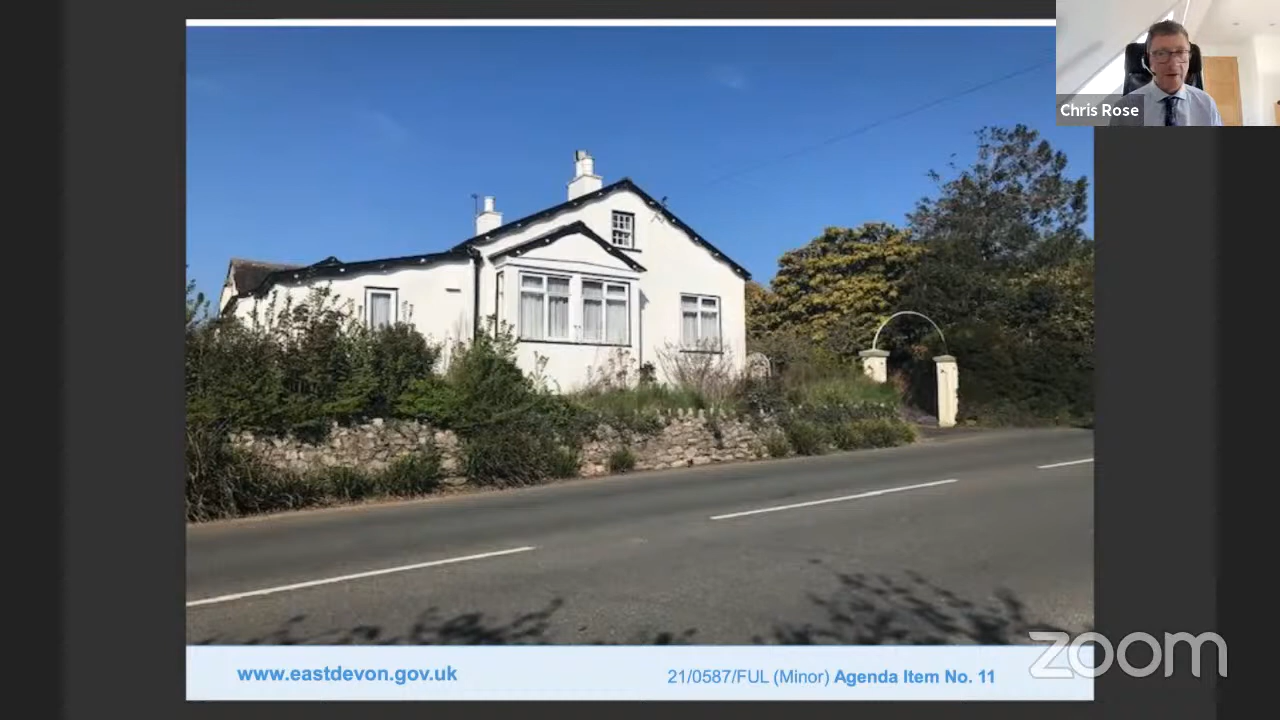 Chris Rose
www.eastdevon.gov.uk
21/0587/FUL (Minor) Agenda Item No. 11
zoom